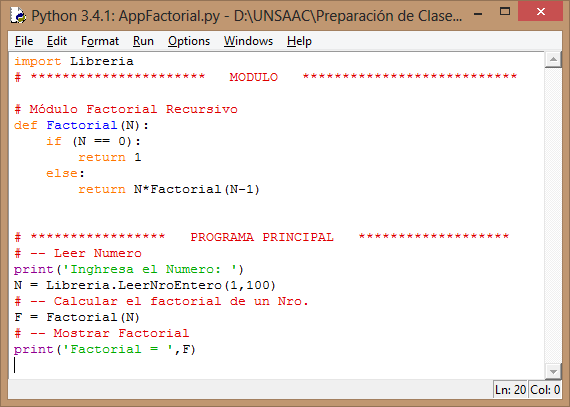 Python 3.4.1: AppFactorial.py - D:\UNSAAC\Preparación de Clase...
File Edit Format Run Options Windows Help
import Libreria
# ********************** MODULO ***************************
# Módulo Factorial Recursivo
def Factorial(N):
    if (N == 0):
        return 1
    else:
        return N*Factorial(N-1)
# ***************** PROGRAMA PRINCIPAL *******************
# -- Leer Numero
print('Inghresa el Numero: ')
N = Libreria.LeerNroEntero(1,100)
# -- Calcular el factorial de un Nro.
F = Factorial(N)
# -- Mostrar Factorial
print('Factorial = ',F)
Ln: 20 Col: 0